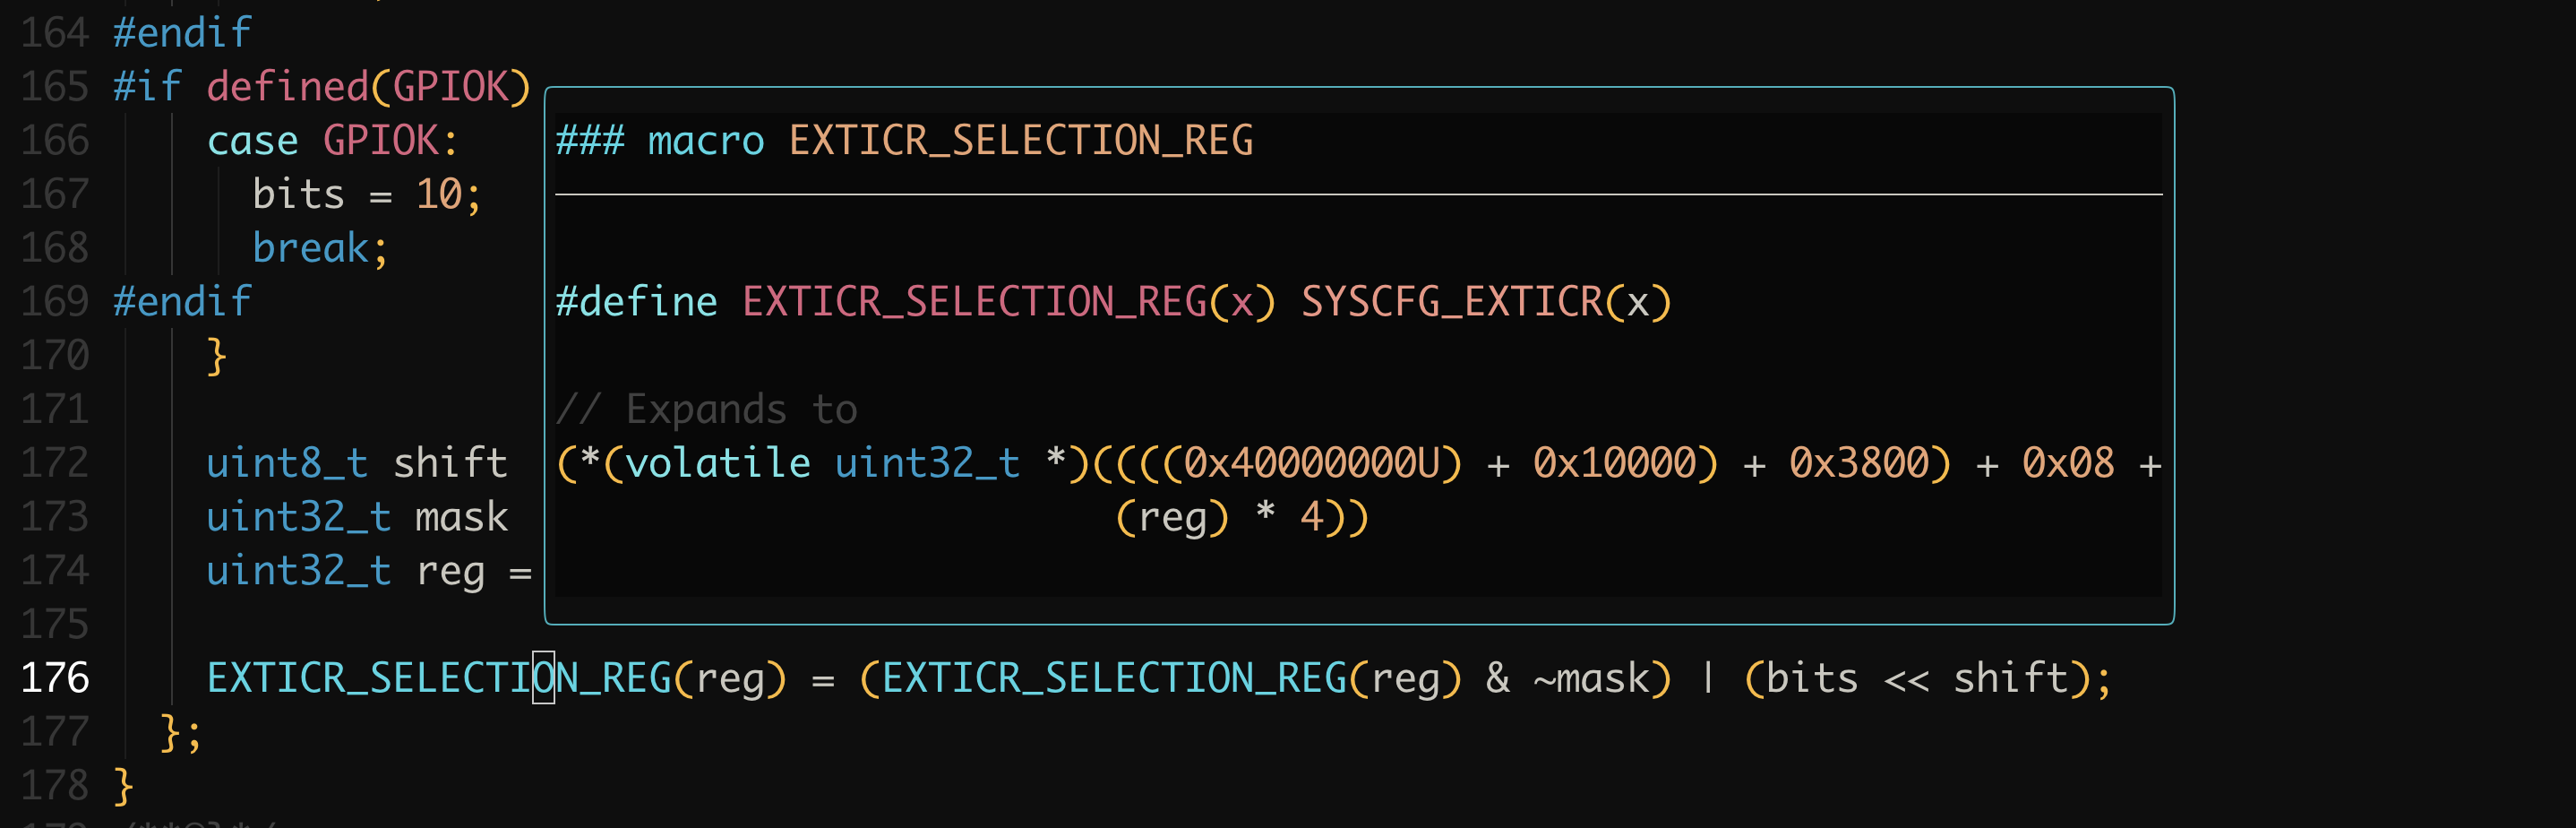 164 #endif
165 #if defined(GPIOK)
166 case GPIOK:
167 bits = 10;
168 break;
169 #endif
170 }
171
172 uint8_t shift
173 uint32_t mask
174 uint32_t reg =
175
176 EXTICR_SELECTION_REG(reg) = (EXTICR_SELECTION_REG(reg) & ~mask) | (bits << shift);
177 };
178 }
### macro EXTICR_SELECTION_REG
#define EXTICR_SELECTION_REG(x) SYSCFG_EXTICR(x)
// Expands to
(*(volatile uint32_t *)((((0x40000000U) + 0x10000) + 0x3800) + 0x08 +
(reg) * 4))